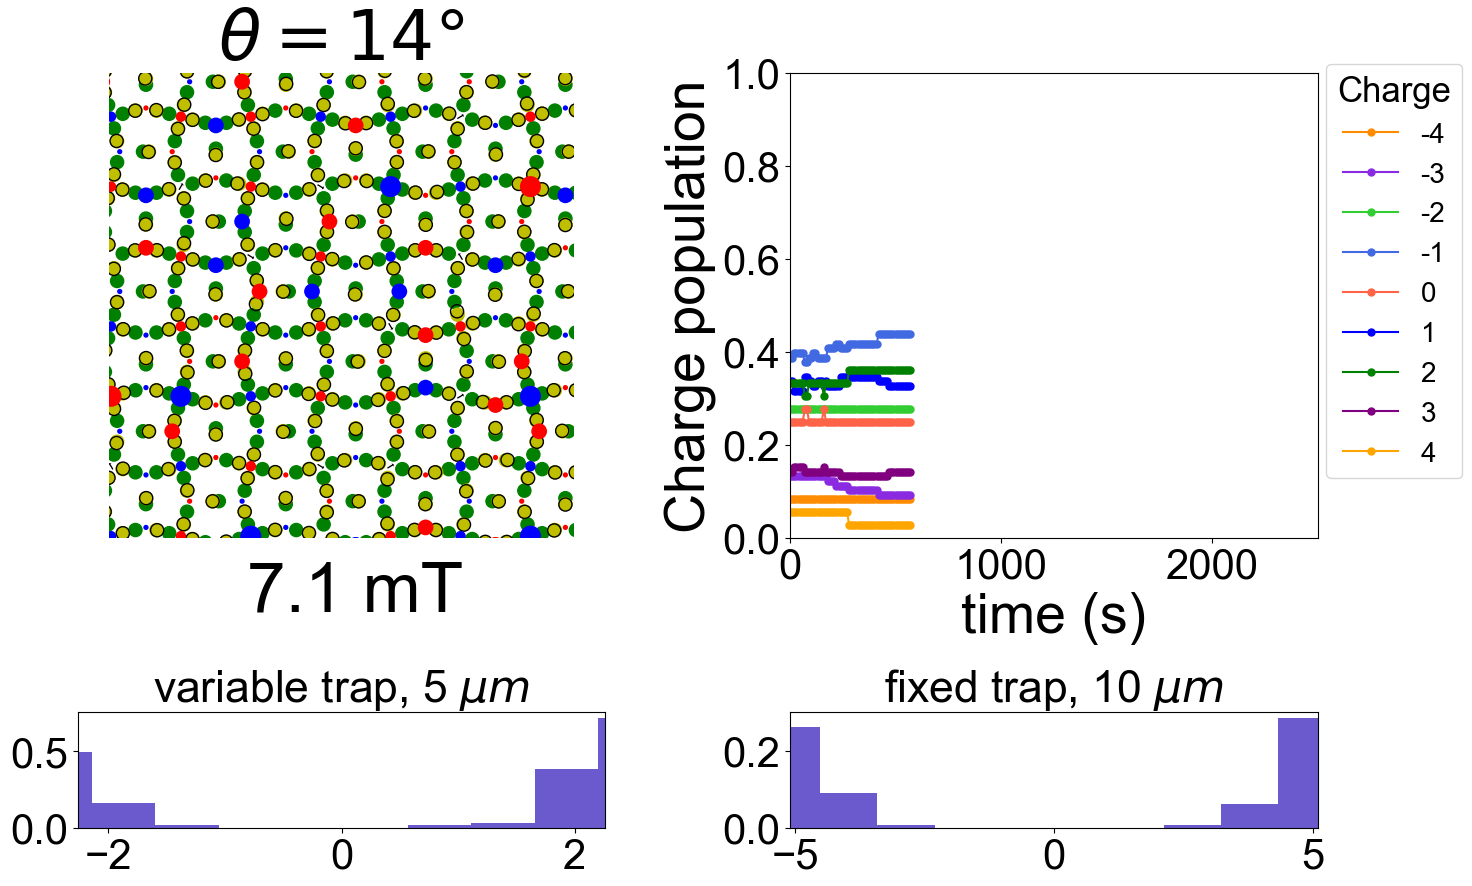 θ = 14°
7.1 mT
1.0
0.8
0.6
0.4
0.2
0.0
Charge population
0 1000 2000
time (s)
Charge
-4
-3
-2
-1
0
1
2
3
4
variable trap, 5 μm
0.5
0.0
−2 0 2
fixed trap, 10 μm
0.2
0.0
−5 0 5